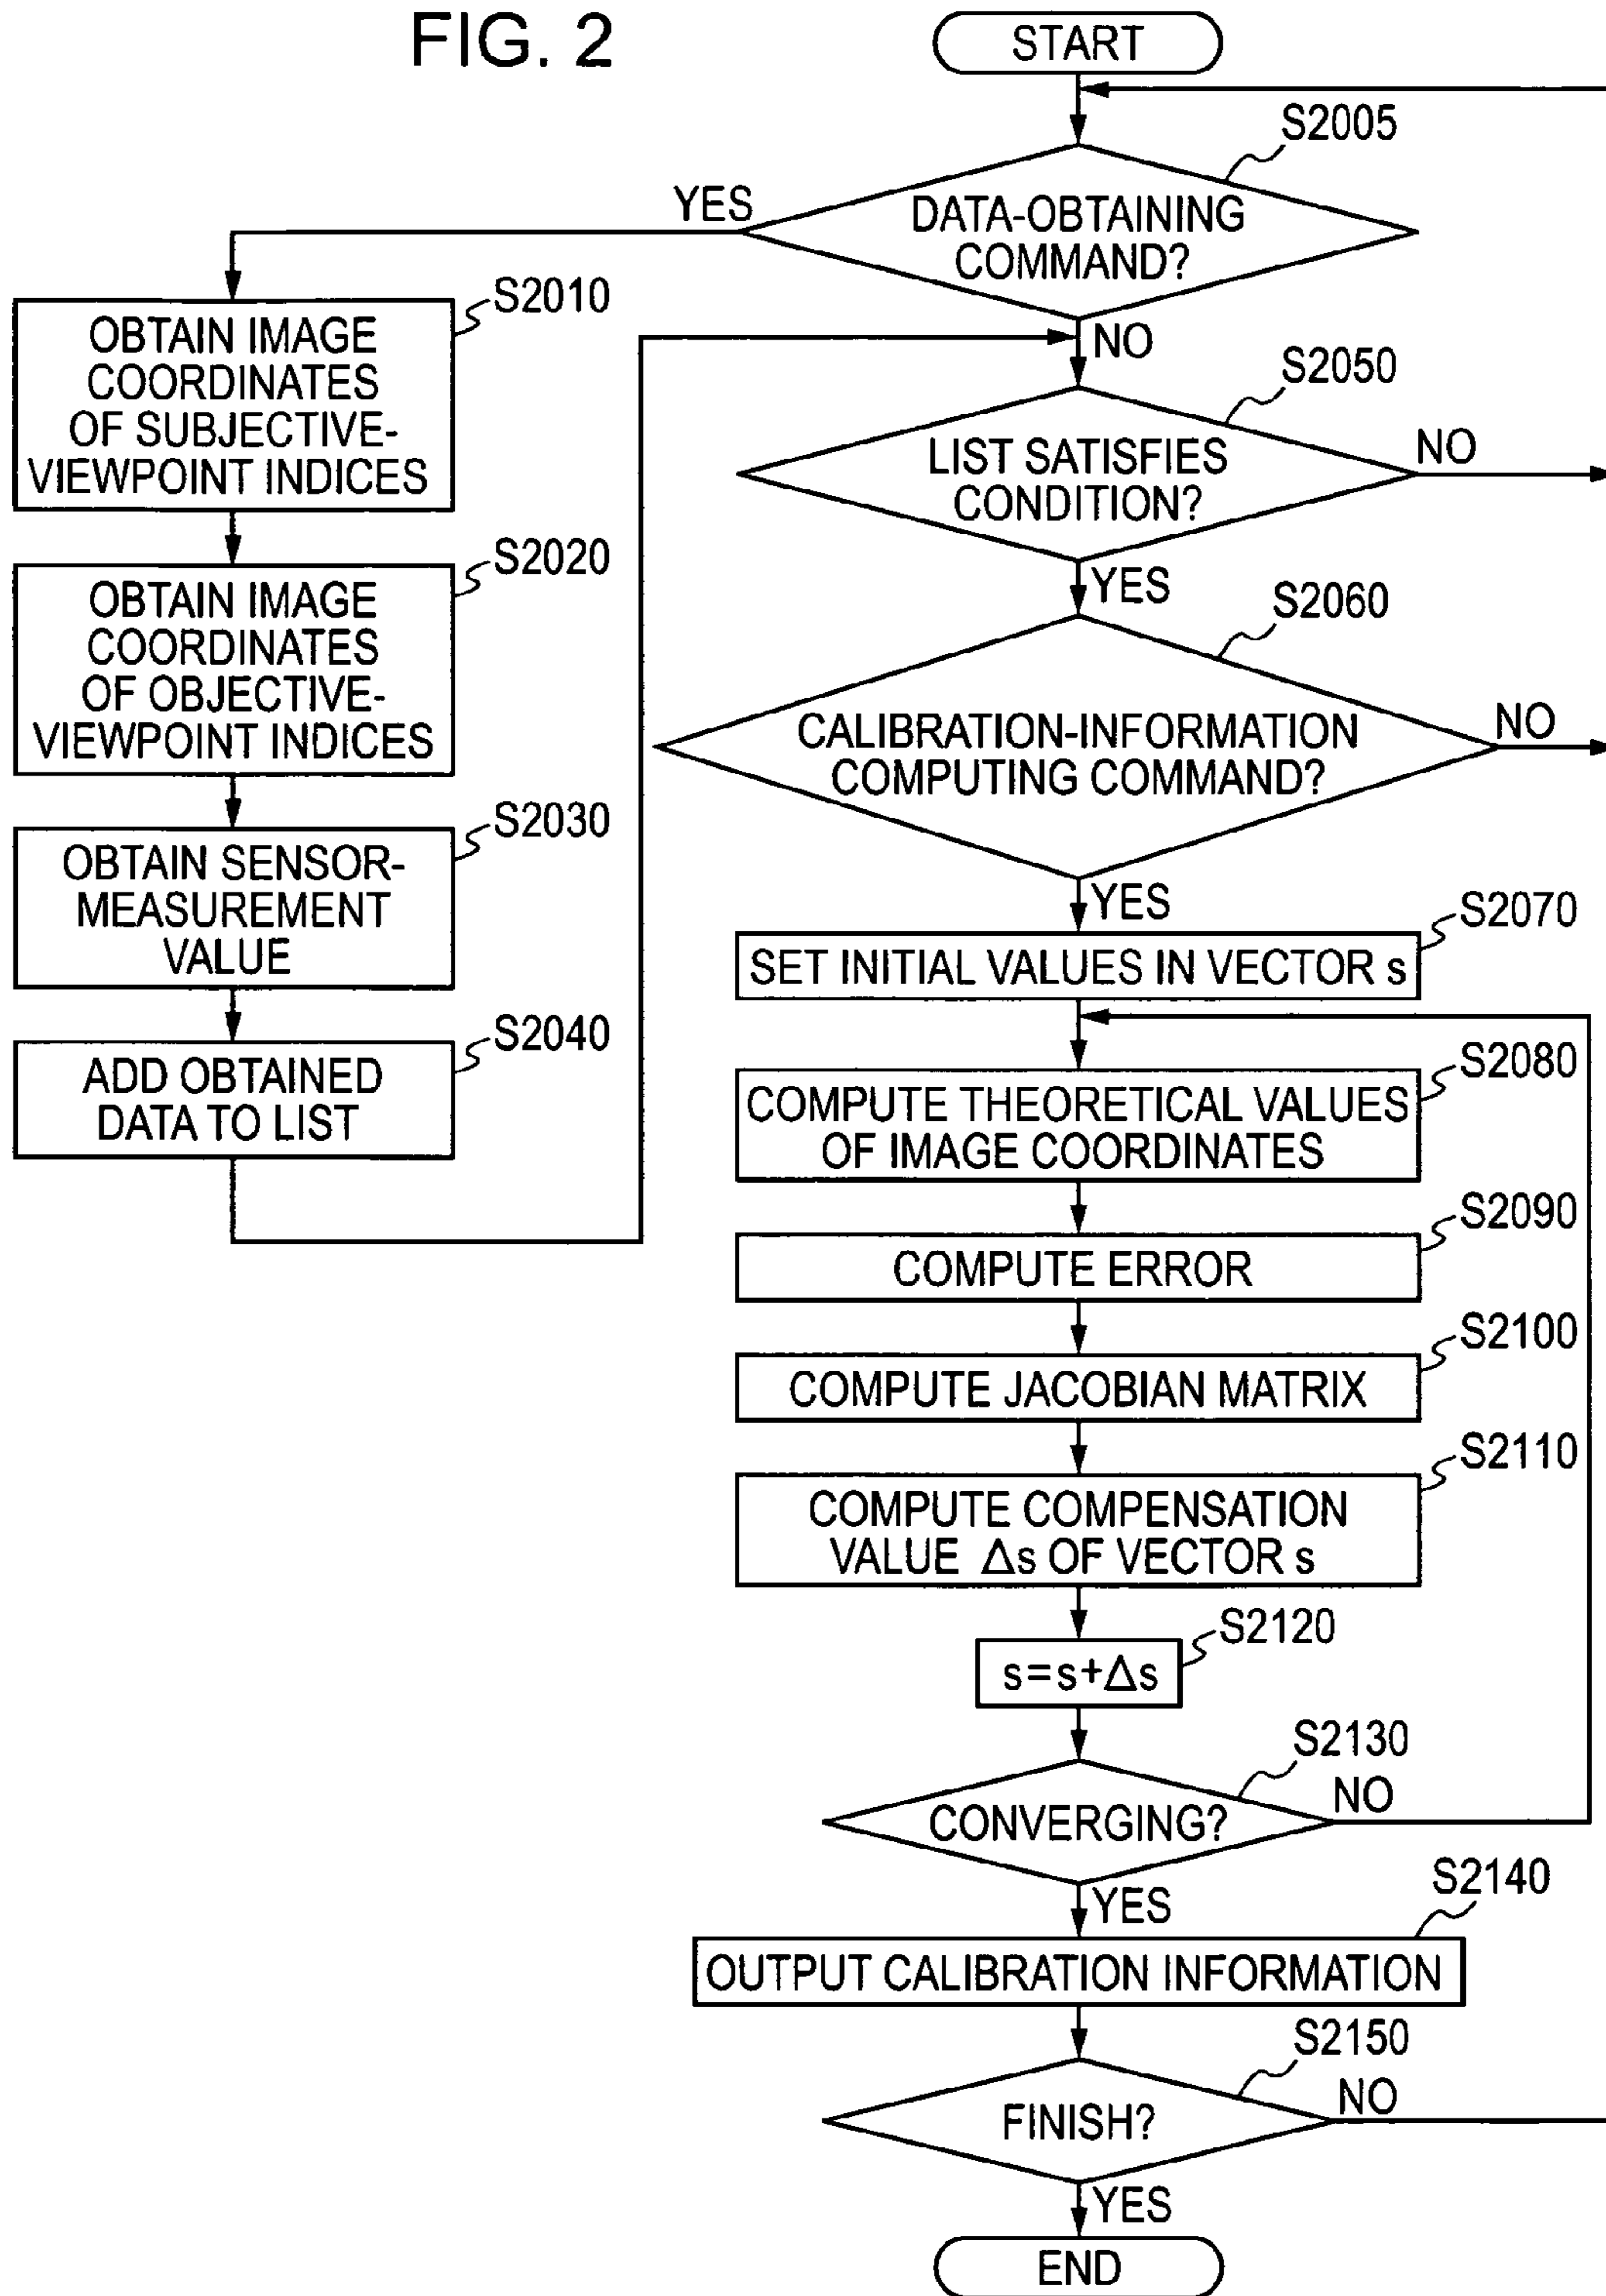 FIG. 2
START
S2005
DATA-OBTAINING
COMMAND?
YES
NO
S2010
OBTAIN IMAGE
COORDINATES
OF SUBJECTIVE-
VIEWPOINT INDICES
S2020
OBTAIN IMAGE
COORDINATES
OF OBJECTIVE-
VIEWPOINT INDICES
S2030
OBTAIN SENSOR-
MEASUREMENT
VALUE
S2040
ADD OBTAINED
DATA TO LIST
S2050
LIST SATISFIES
CONDITION?
NO
YES
S2060
CALIBRATION-INFORMATION
COMPUTING COMMAND?
NO
YES
S2070
SET INITIAL VALUES IN VECTOR s
S2080
COMPUTE THEORETICAL VALUES
OF IMAGE COORDINATES
S2090
COMPUTE ERROR
S2100
COMPUTE JACOBIAN MATRIX
S2110
COMPUTE COMPENSATION
VALUE Δs OF VECTOR s
S2120
s=s+Δs
S2130
CONVERGING?
NO
YES
S2140
OUTPUT CALIBRATION INFORMATION
S2150
FINISH?
NO
YES
END